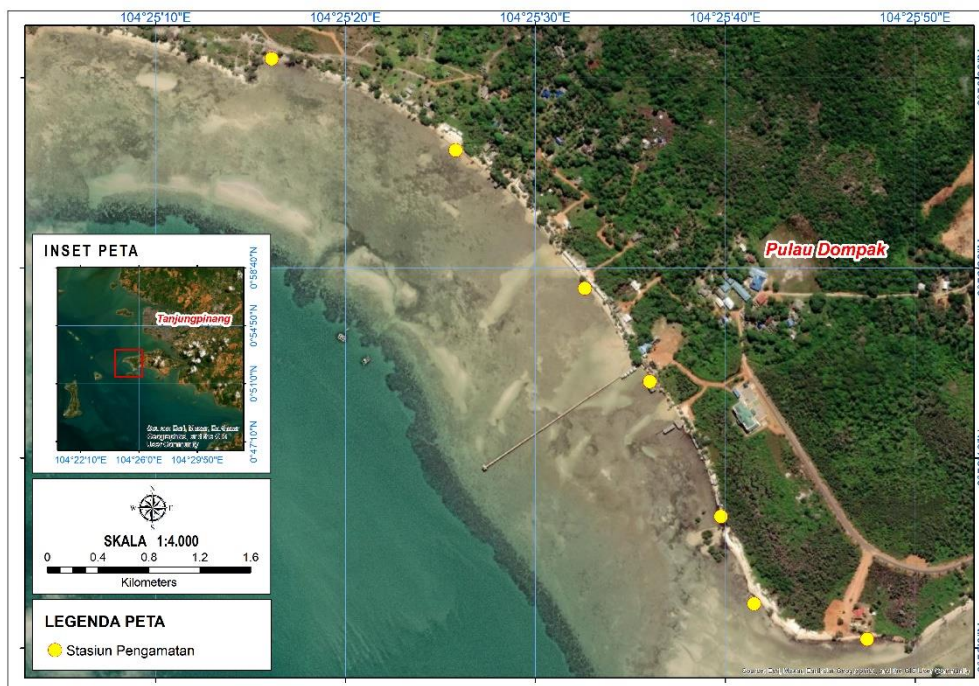 104°25'10"E 104°25'20"E 104°25'30"E 104°25'40"E 104°25'50"E
Pulau Dompak
INSET PETA
Tanjungpinang
0°58'40"N
0°54'50"N
0°51'0"N
0°47'10"N
104°22'10"E 104°26'0"E 104°29'50"E
N
W E
S
SKALA 1:4.000
0 0.4 0.8 1.2 1.6
Kilometers
LEGENDA PETA
Stasiun Pengamatan